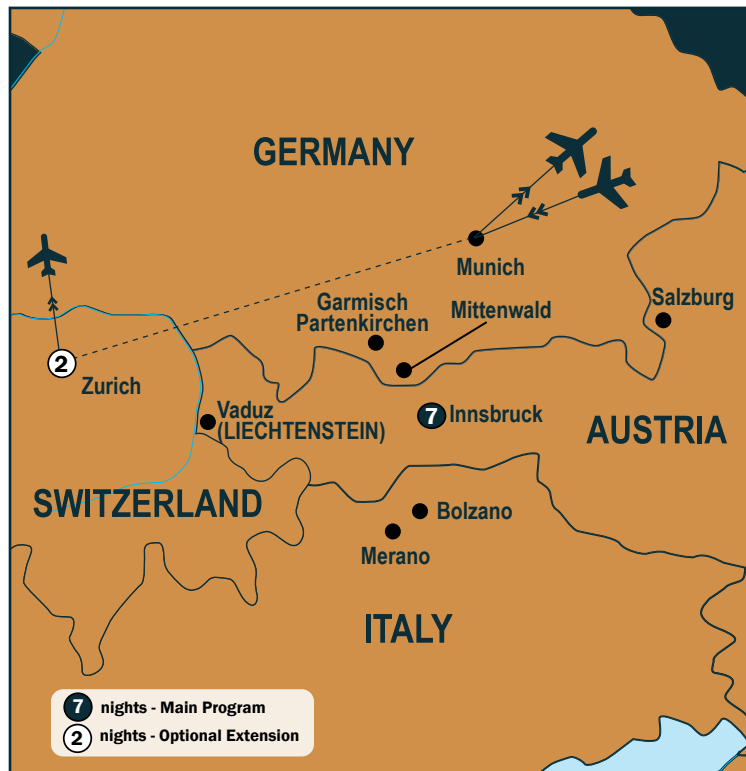 GERMANY
Munich
Garmisch
Partenkirchen
Mittenwald
Salzburg
2
Zurich
Vaduz
(LIECHTENSTEIN)
7 Innsbruck
AUSTRIA
SWITZERLAND
Bolzano
Merano
ITALY
7 nights - Main Program
2 nights - Optional Extension